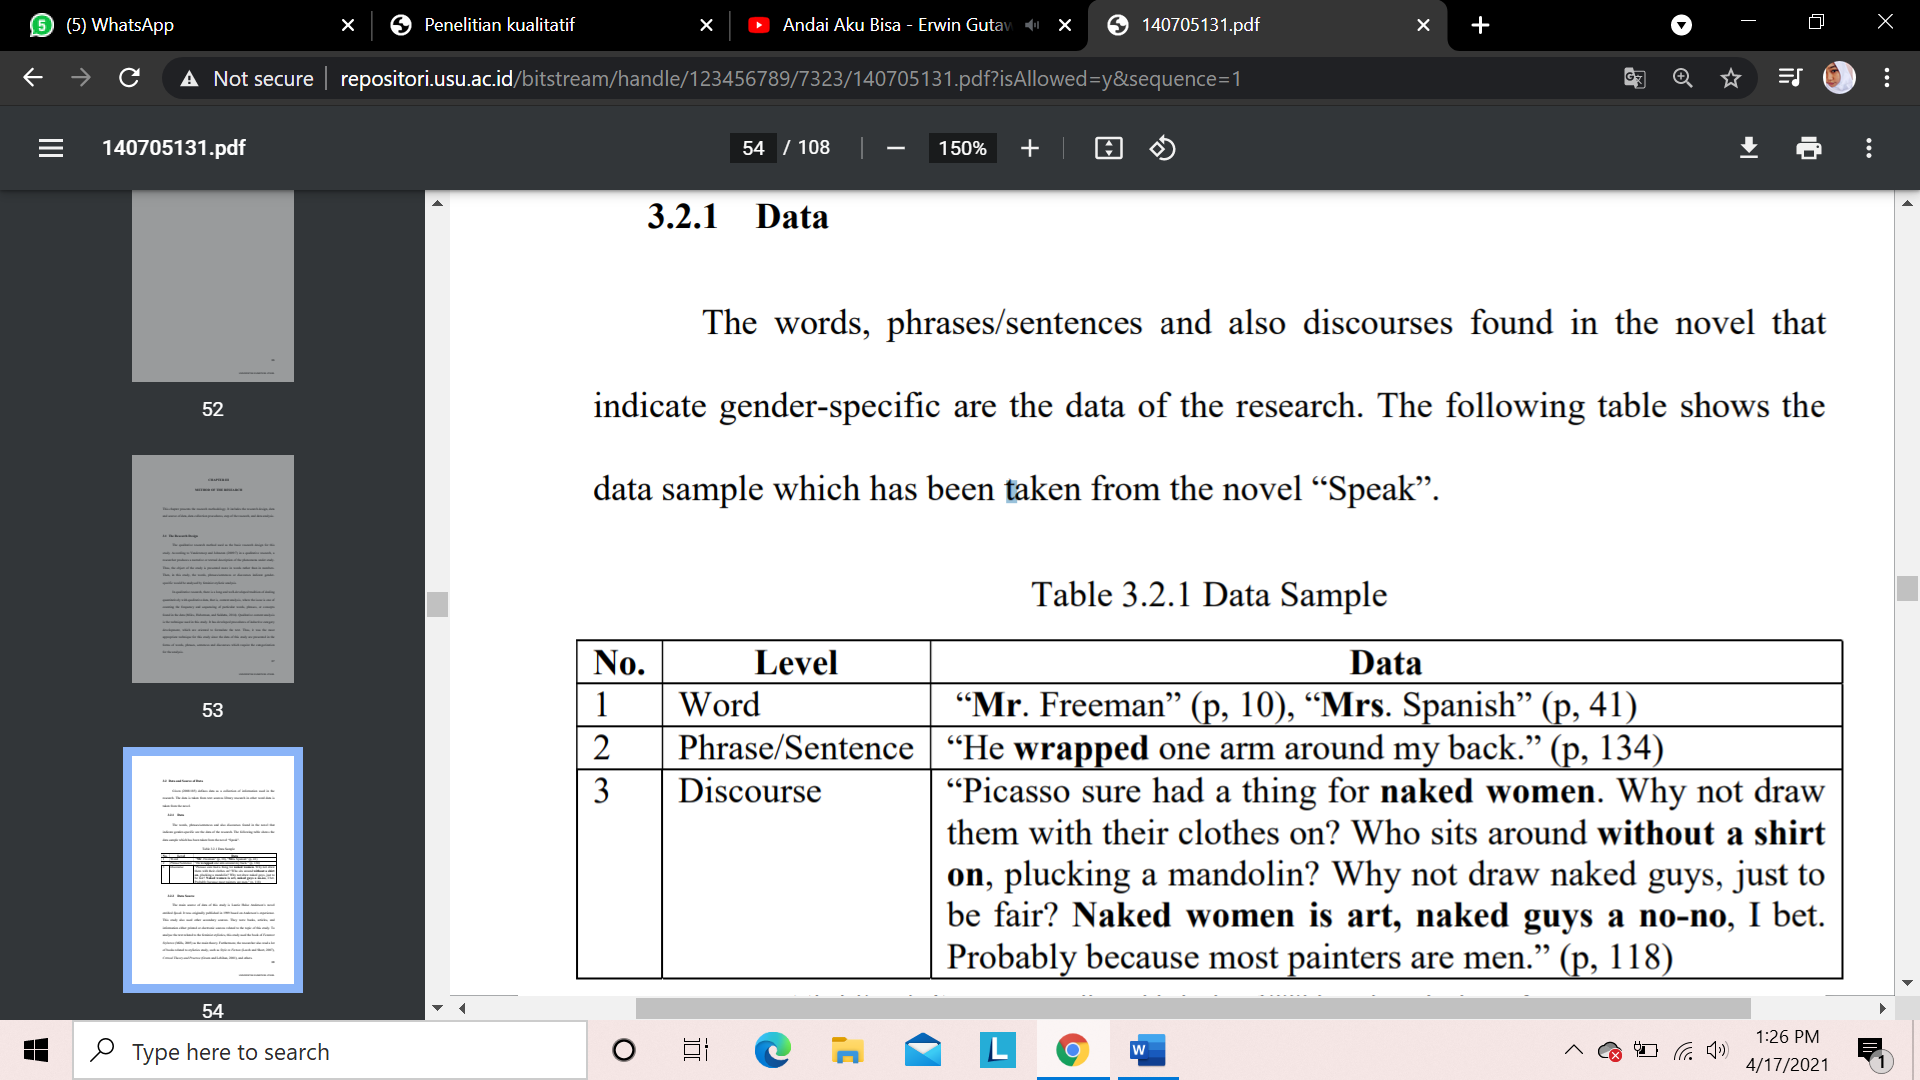 (5) WhatsApp
Penelitian kualitatif
Andai Aku Bisa - Erwin Gutaw
140705131.pdf
Not secure
repositori.usu.ac.id/bitstream/handle/123456789/7323/140705131.pdf?isAllowed=y&sequence=1
140705131.pdf
54 / 108
150%
52
53
54
3.2.1 Data
The words, phrases/sentences and also discourses found in the novel that
indicate gender-specific are the data of the research. The following table shows the
data sample which has been taken from the novel “Speak”.
Table 3.2.1 Data Sample
No. Level Data
1 Word “Mr. Freeman” (p, 10), “Mrs. Spanish” (p, 41)
2 Phrase/Sentence “He wrapped one arm around my back.” (p, 134)
3 Discourse “Picasso sure had a thing for naked women. Why not draw
them with their clothes on? Who sits around without a shirt
on, plucking a mandolin? Why not draw naked guys, just to
be fair? Naked women is art, naked guys a no-no, I bet.
Probably because most painters are men.” (p, 118)
Type here to search
1:26 PM
4/17/2021
1